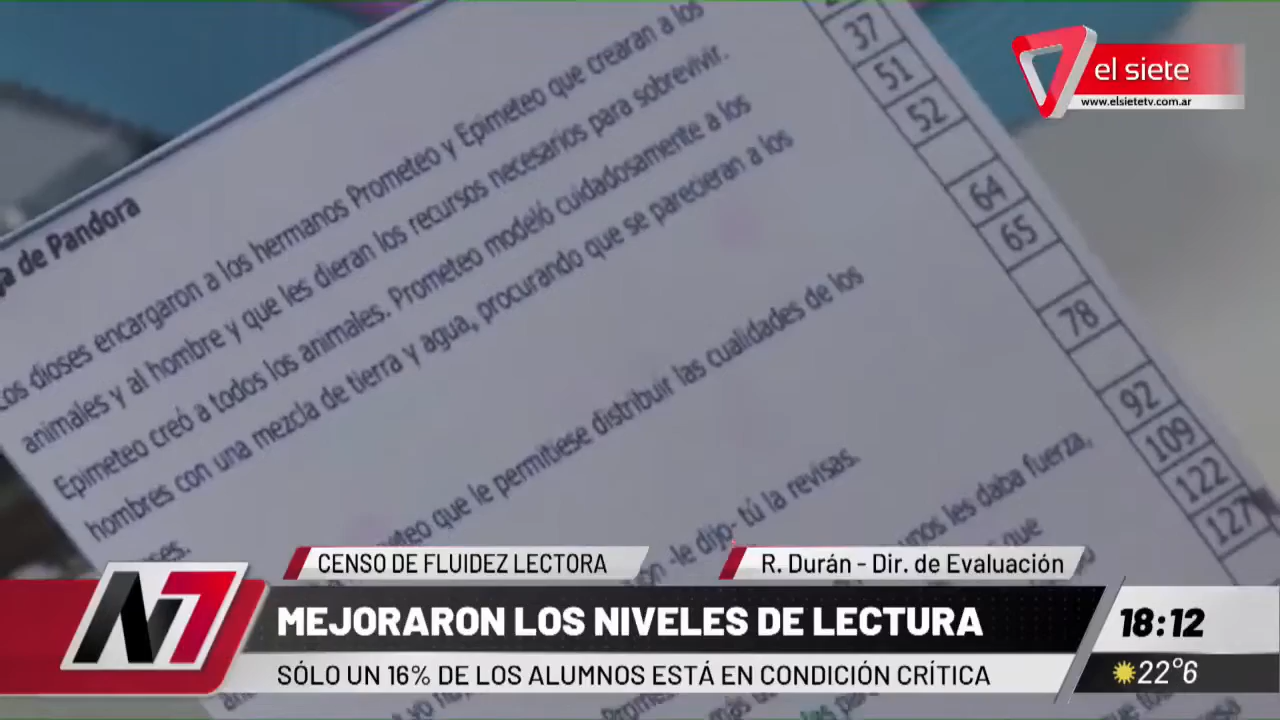 el siete
www.elsietetv.com.ar
de Pandora
Los dioses encargaron a los hermanos Prometeo y Epimeteo que crearan a los
animales y al hombre y que les dieran los recursos necesarios para sobrevivir.
Epimeteo creó a todos los animales. Prometeo modeló cuidadosamente a los
hombres con una mezcla de tierra y agua, procurando que se parecieran a los
que le permitiese distribuir las cualidades de los
-le dijo- tú la revisas.
les daba fuerza,
que
37
51
52
64
65
78
92
109
122
127
CENSO DE FLUIDEZ LECTORA
R. Durán - Dir. de Evaluación
N7
MEJORARON LOS NIVELES DE LECTURA
SÓLO UN 16% DE LOS ALUMNOS ESTÁ EN CONDICIÓN CRÍTICA
18:12
22°6